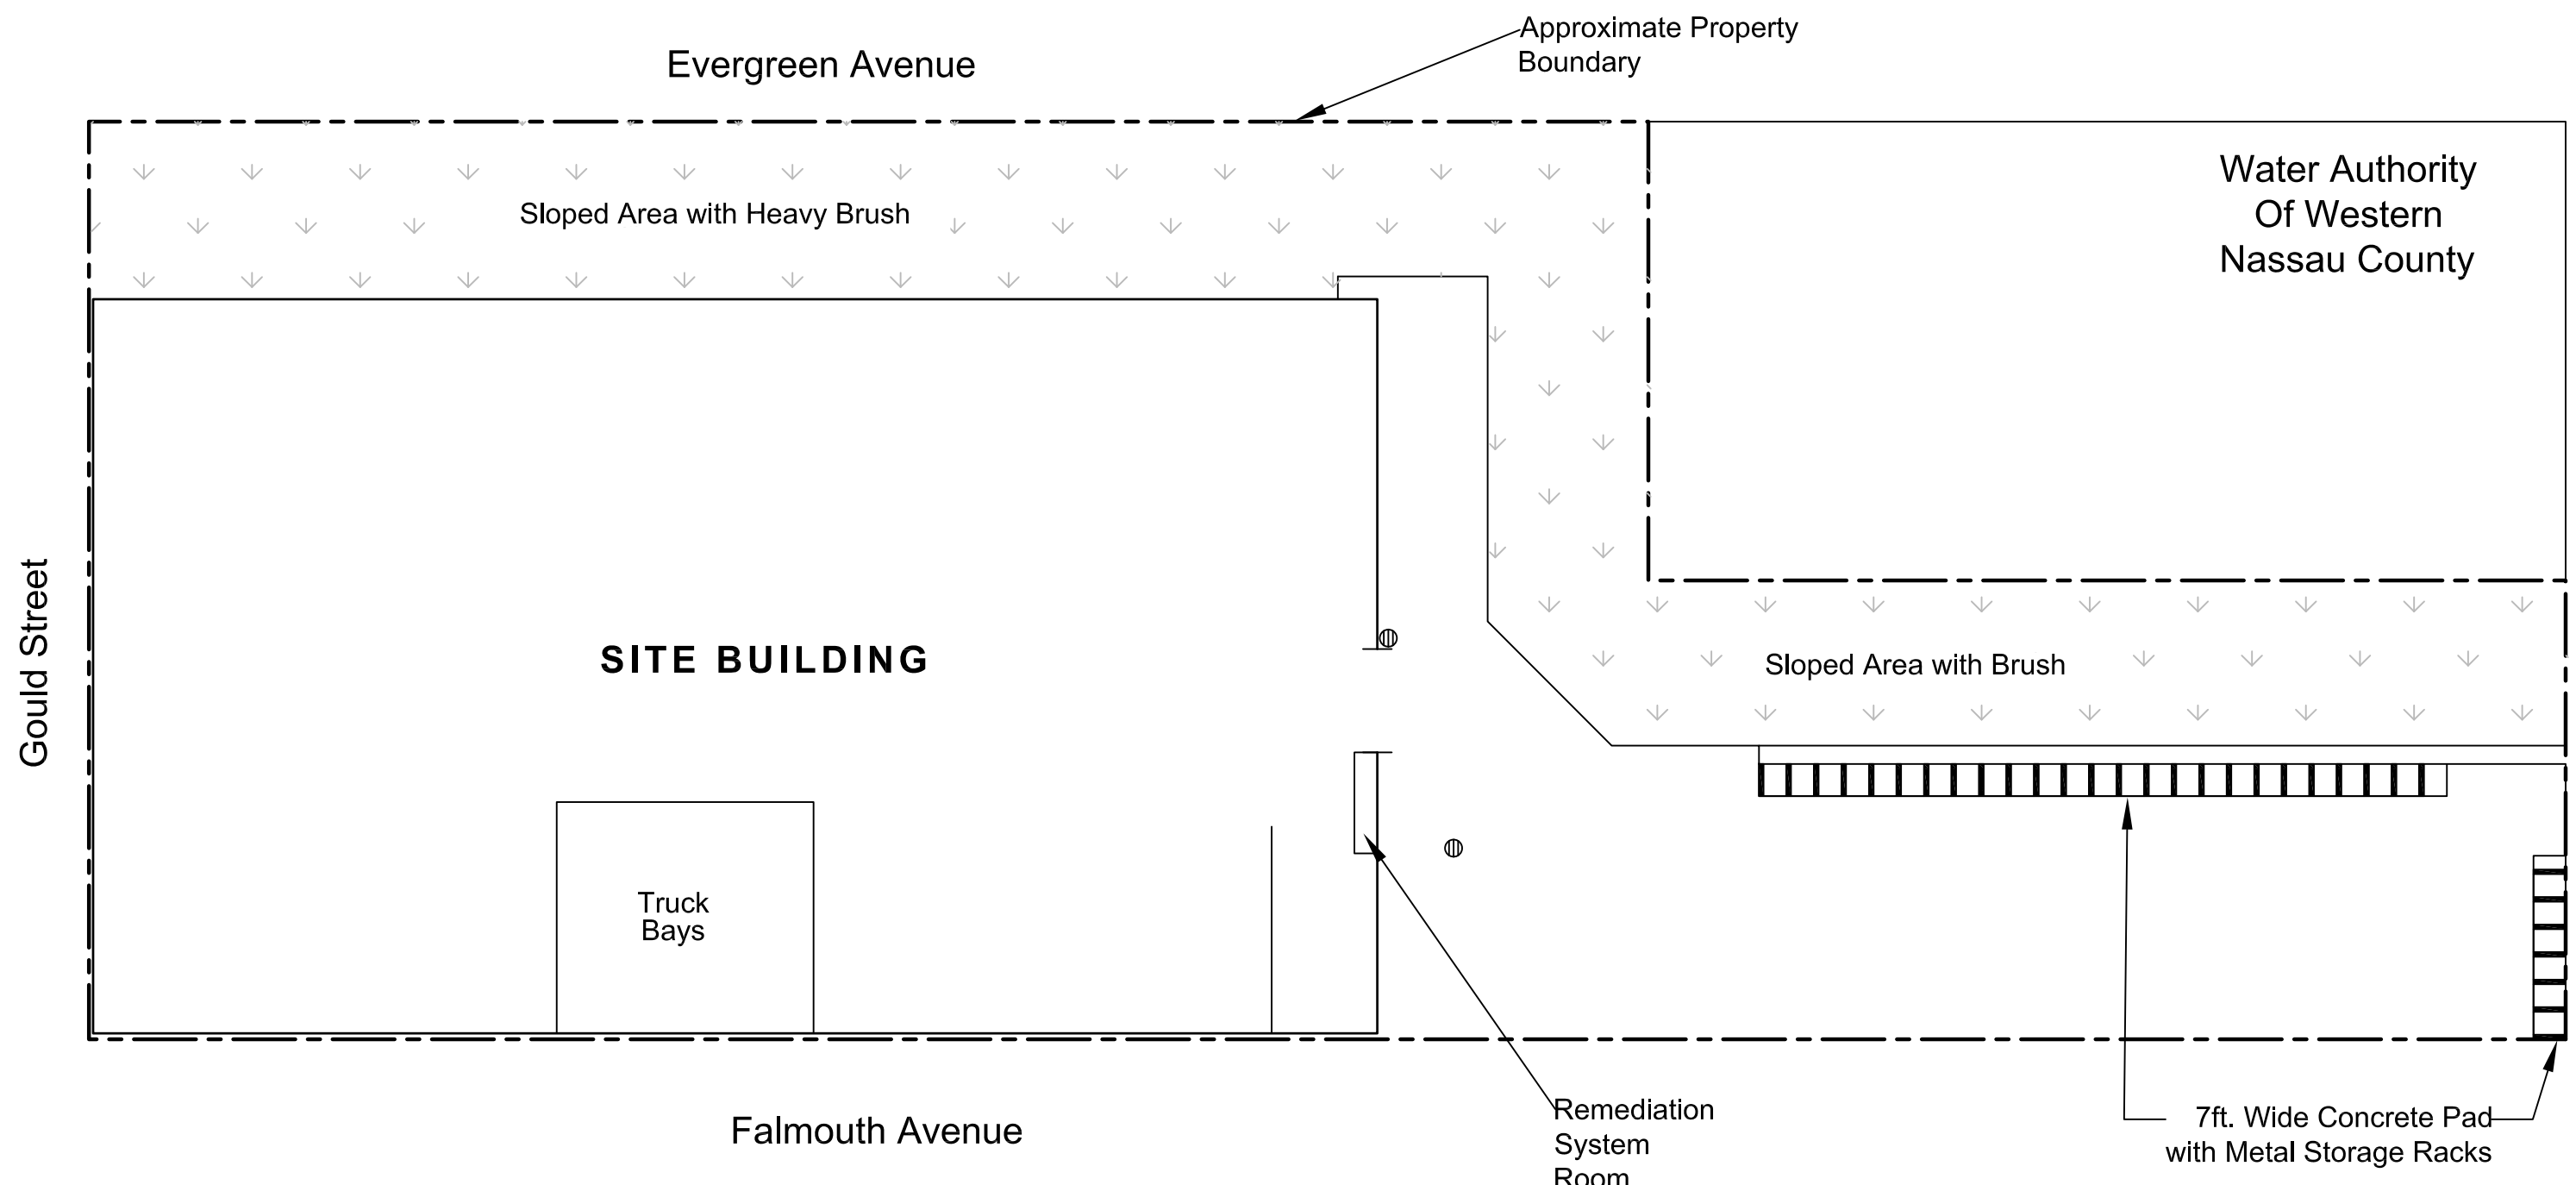 Approximate Property
Boundary
Evergreen Avenue
Water Authority
Of Western
Nassau County
Sloped Area with Heavy Brush
Gould Street
SITE BUILDING
Sloped Area with Brush
Truck
Bays
Falmouth Avenue
Remediation
System
Room
7ft. Wide Concrete Pad
with Metal Storage Racks